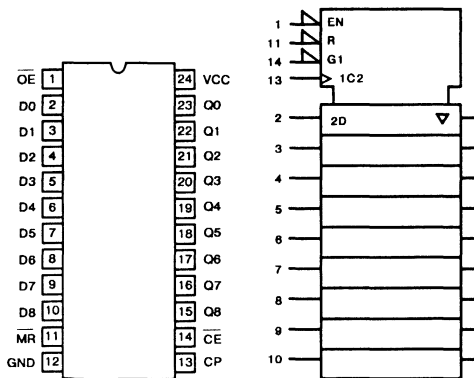 OE 1 24 VCC
D0 2 23 Q0
D1 3 22 Q1
D2 4 21 Q2
D3 5 20 Q3
D4 6 19 Q4
D5 7 18 Q5
D6 8 17 Q6
D7 9 16 Q7
D8 10 15 Q8
MR 11 14 CE
GND 12 13 CP
1 EN
11 R
14 G1
13 1C2
2 2D
3
4
5
6
7
8
9
10